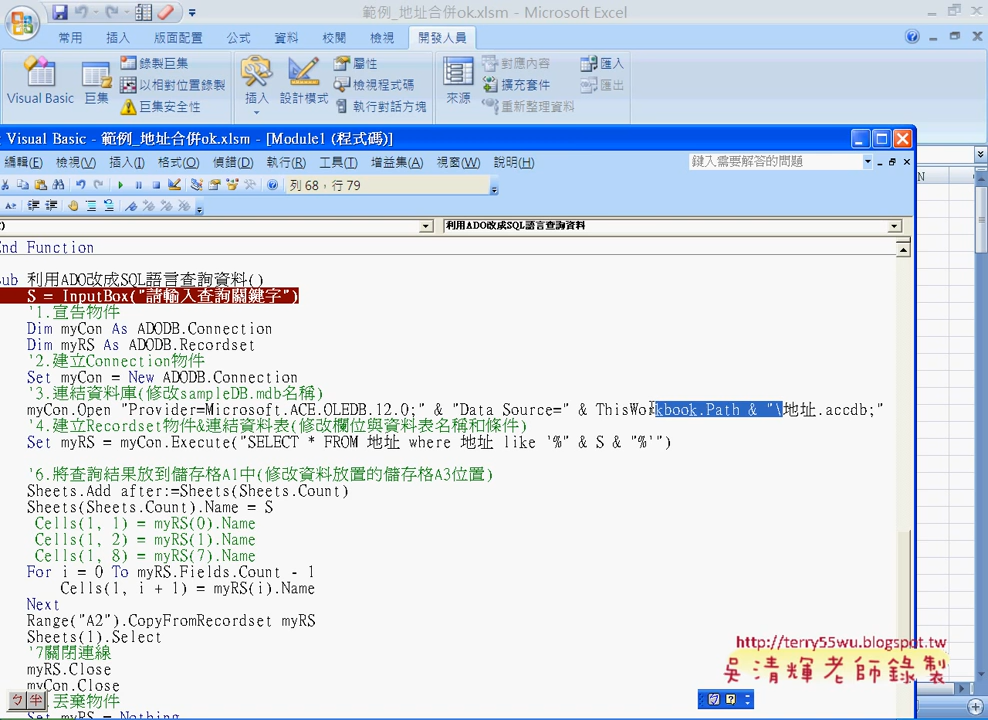 範例_地址合併ok.xlsm - Microsoft Excel
常用 插入 版面配置 公式 資料 校閱 檢視 開發人員
Visual Basic 巨集 錄製巨集 以相對位置錄製 巨集安全性 插入 設計模式 屬性 檢視程式碼 執行對話方塊 來源 對應內容 擴充套件 重新整理資料 匯入 匯出
Visual Basic - 範例_地址合併ok.xlsm - [Module1 (程式碼)]
編輯(E) 檢視(V) 插入(I) 格式(O) 偵錯(D) 執行(R) 工具(T) 增益集(A) 視窗(W) 說明(H) 鍵入需要解答的問題
列 68，行 79
N
利用ADO改成SQL語言查詢資料
End Function
ub 利用ADO改成SQL語言查詢資料()
S = InputBox("請輸入查詢關鍵字")
'1.宣告物件
Dim myCon As ADODB.Connection
Dim myRS As ADODB.Recordset
'2.建立Connection物件
Set myCon = New ADODB.Connection
'3.連結資料庫(修改sampleDB.mdb名稱)
myCon.Open "Provider=Microsoft.ACE.OLEDB.12.0;" & "Data Source=" & ThisWorkbook.Path & "\地址.accdb;"
'4.建立Recordset物件&連結資料表(修改欄位與資料表名稱和條件)
Set myRS = myCon.Execute("SELECT * FROM 地址 where 地址 like '%" & S & "%'")
'6.將查詢結果放到儲存格A1中(修改資料放置的儲存格A3位置)
Sheets.Add after:=Sheets(Sheets.Count)
Sheets(Sheets.Count).Name = S
Cells(1, 1) = myRS(0).Name
Cells(1, 2) = myRS(1).Name
Cells(1, 8) = myRS(7).Name
For i = 0 To myRS.Fields.Count - 1
Cells(1, i + 1) = myRS(i).Name
Next
Range("A2").CopyFromRecordset myRS
Sheets(1).Select
'7關閉連線
myRS.Close
myCon.Close
丟棄物件
Set myRS = Nothing
http://terry55wu.blogspot.tw
吳清輝老師錄製
ㄅ 半